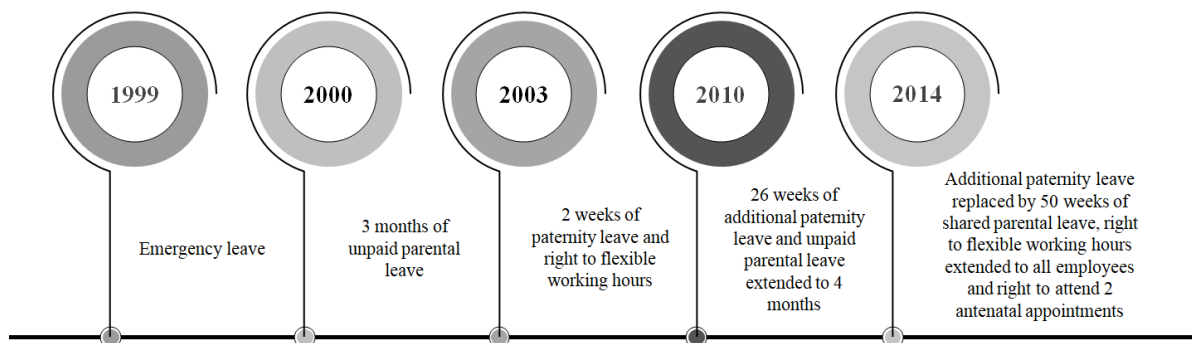 1999
2000
2003
2010
2014
Emergency leave
3 months of
unpaid parental
leave
2 weeks of
paternity leave and
right to flexible
working hours
26 weeks of
additional paternity
leave and unpaid
parental leave
extended to 4
months
Additional paternity leave
replaced by 50 weeks of
shared parental leave, right
to flexible working hours
extended to all employees
and right to attend 2
antenatal appointments